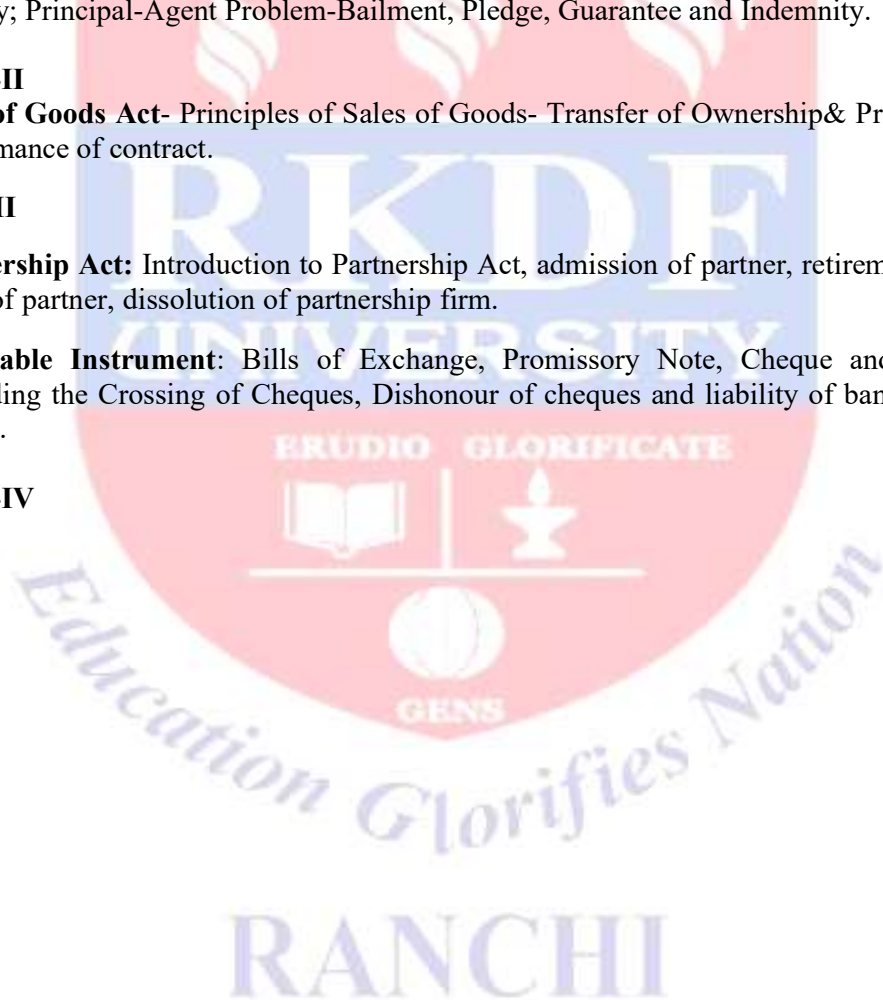 y; Principal-Agent Problem-Bailment, Pledge, Guarantee and Indemnity.
II
of Goods Act- Principles of Sales of Goods- Transfer of Ownership& Pr
mance of contract.
II
ership Act: Introduction to Partnership Act, admission of partner, retirem
of partner, dissolution of partnership firm.
able Instrument: Bills of Exchange, Promissory Note, Cheque and
ling the Crossing of Cheques, Dishonour of cheques and liability of ban
.
-IV
RKDF
UNIVERSITY
ERUDIO GLORIFICATE
GENS
Education Glorifies Nation
RANCHI